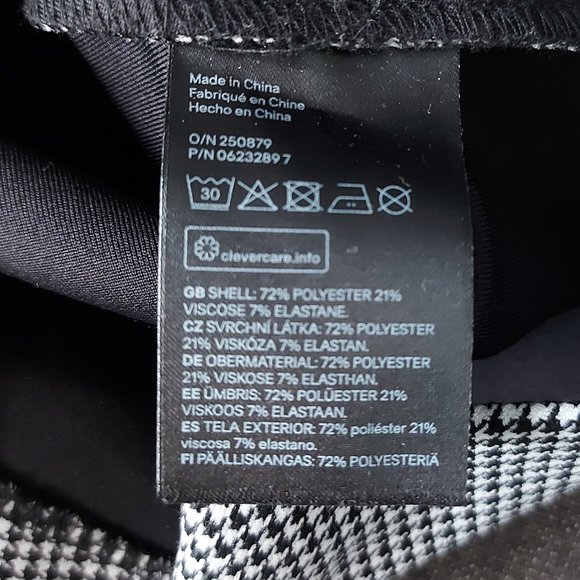 Made in China
Fabriqué en Chine
Hecho en China
O/N 250879
P/N 06232897
30
clevercare.info
GB SHELL: 72% POLYESTER 21%
VISCOSE 7% ELASTANE.
CZ SVRCHNÍ LÁTKA: 72% POLYESTER
21% VISKÓZA 7% ELASTAN.
DE OBERMATERIAL: 72% POLYESTER
21% VISKOSE 7% ELASTHAN.
EE ÜMBRIS: 72% POLÜESTER 21%
VISKOOS 7% ELASTAAN.
ES TELA EXTERIOR: 72% poliéster 21%
viscosa 7% elastano.
FI PÄÄLLISKANGAS: 72% POLYESTERIÄ